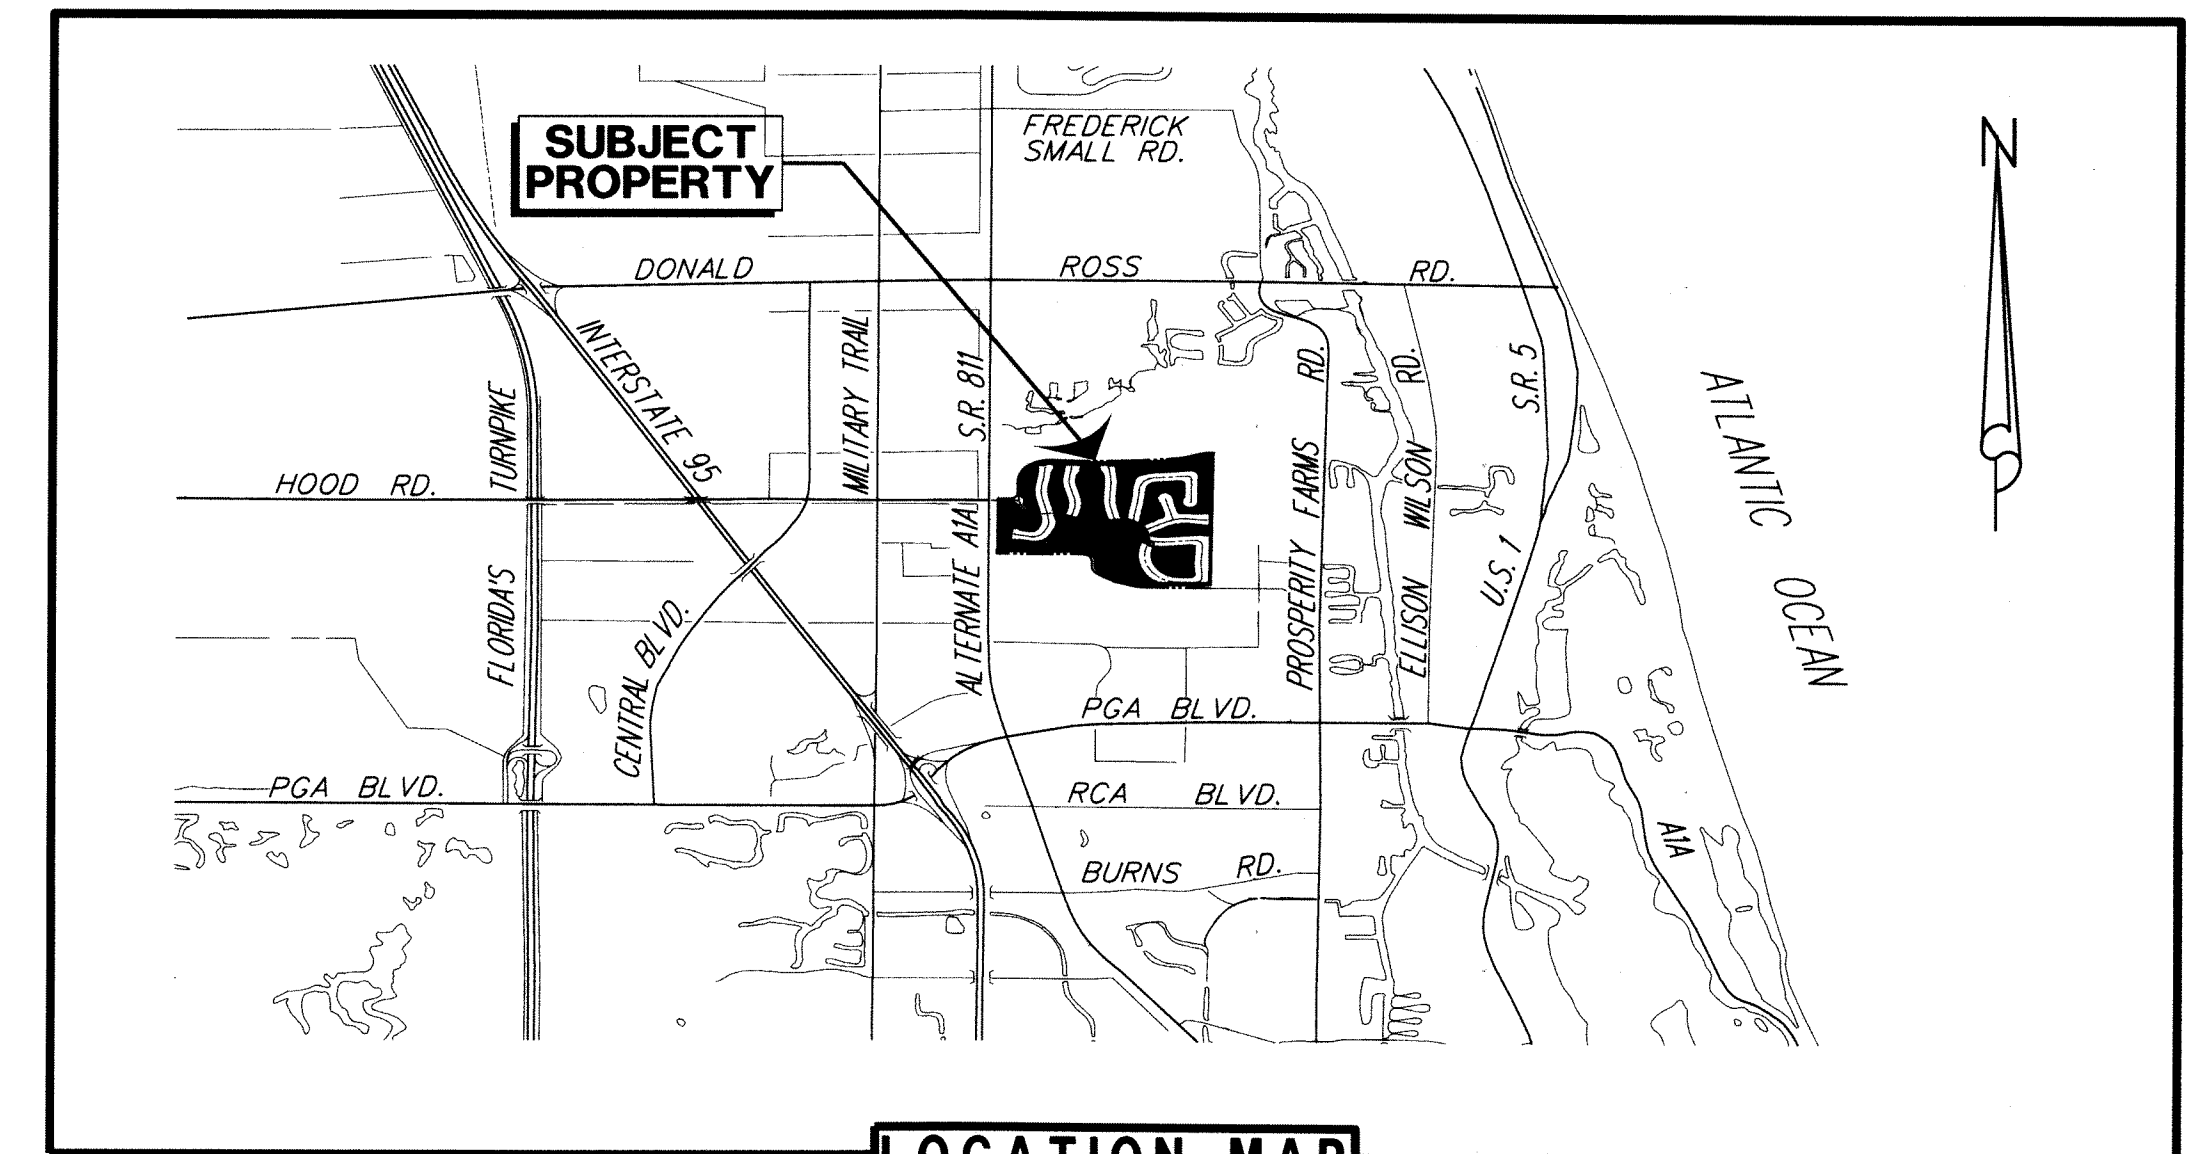 SUBJECT
PROPERTY
FREDERICK
SMALL RD.
N
DONALD ROSS RD.
INTERSTATE 95
MILITARY TRAIL
S.R. 811
ALTERNATE A1A
FLORIDA'S TURNPIKE
HOOD RD.
CENTRAL BLVD.
PROSPERITY FARMS RD.
ELLISON WILSON RD.
S.R. 5
U.S. 1
ATLANTIC OCEAN
PGA BLVD.
PGA BLVD.
RCA BLVD.
BURNS RD.
A1A
LOCATION MAP